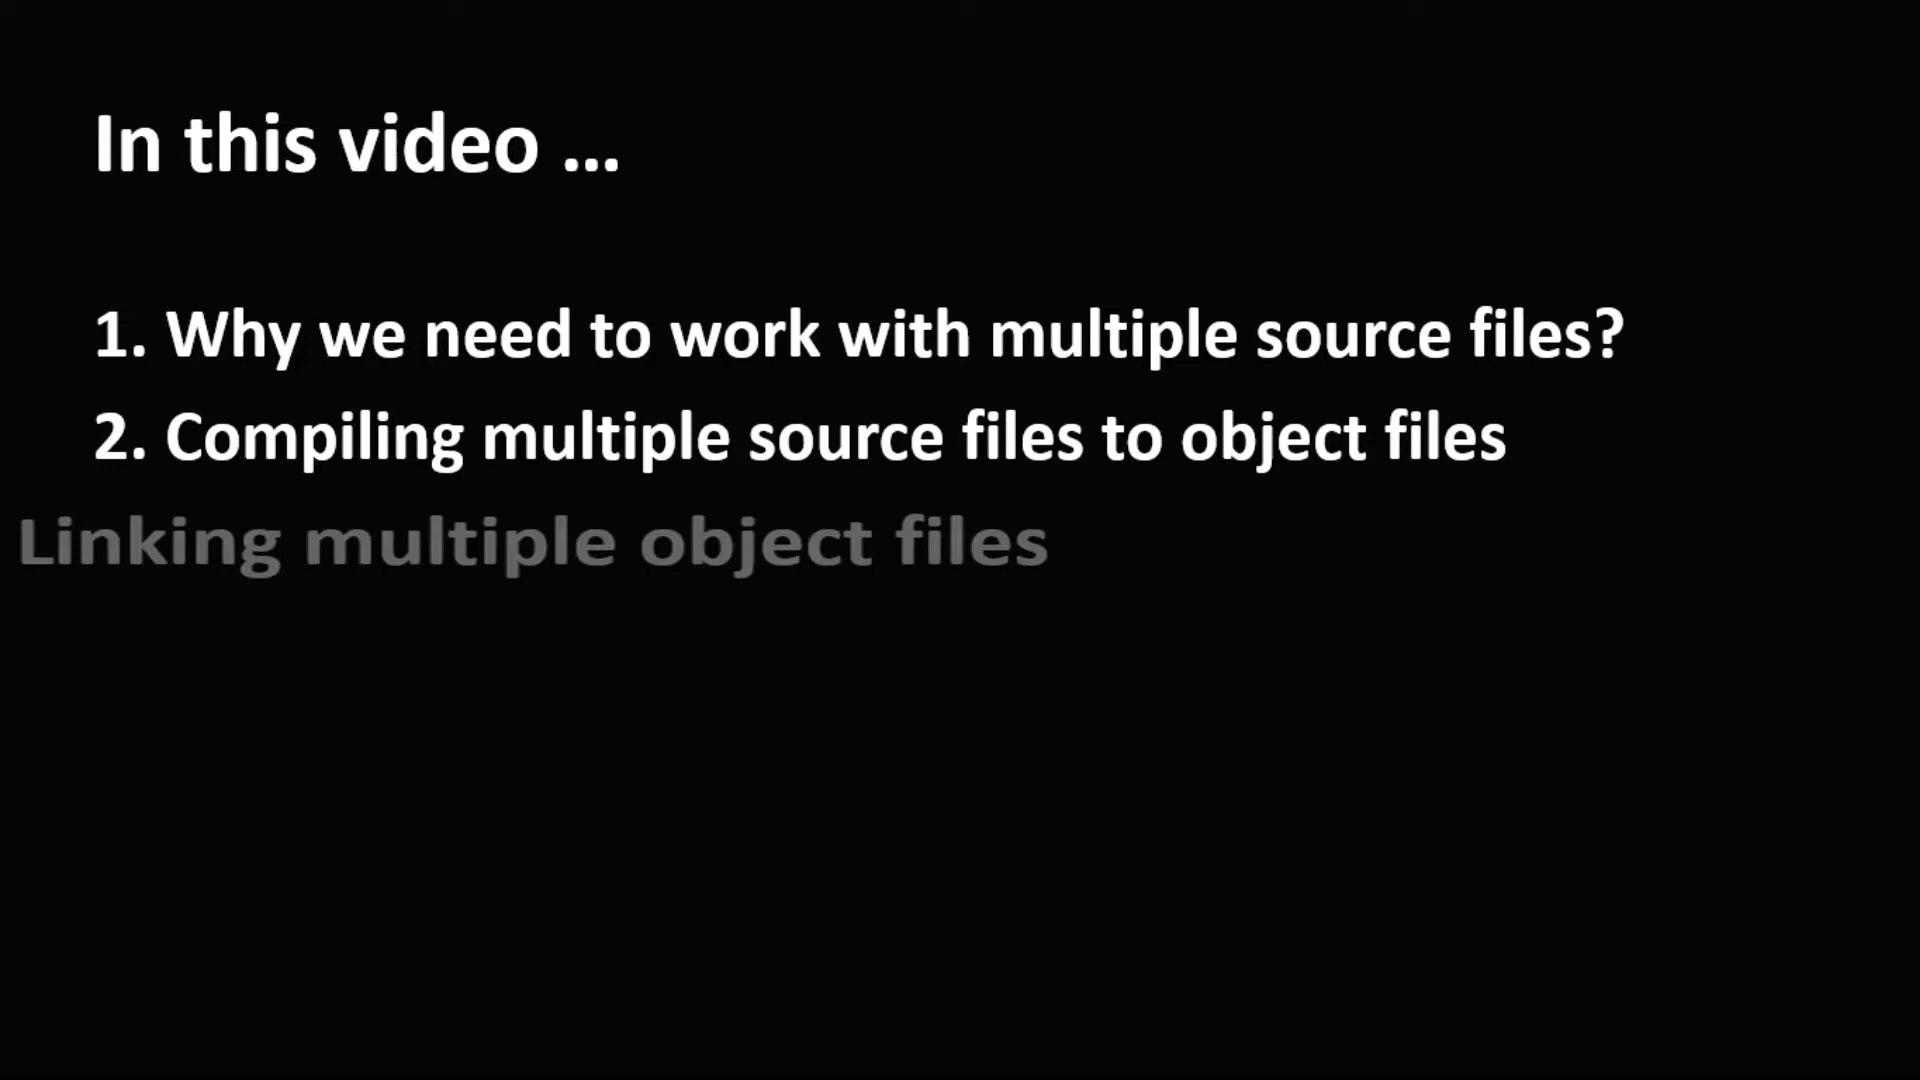 In this video ...
1. Why we need to work with multiple source files?
2. Compiling multiple source files to object files
Linking multiple object files